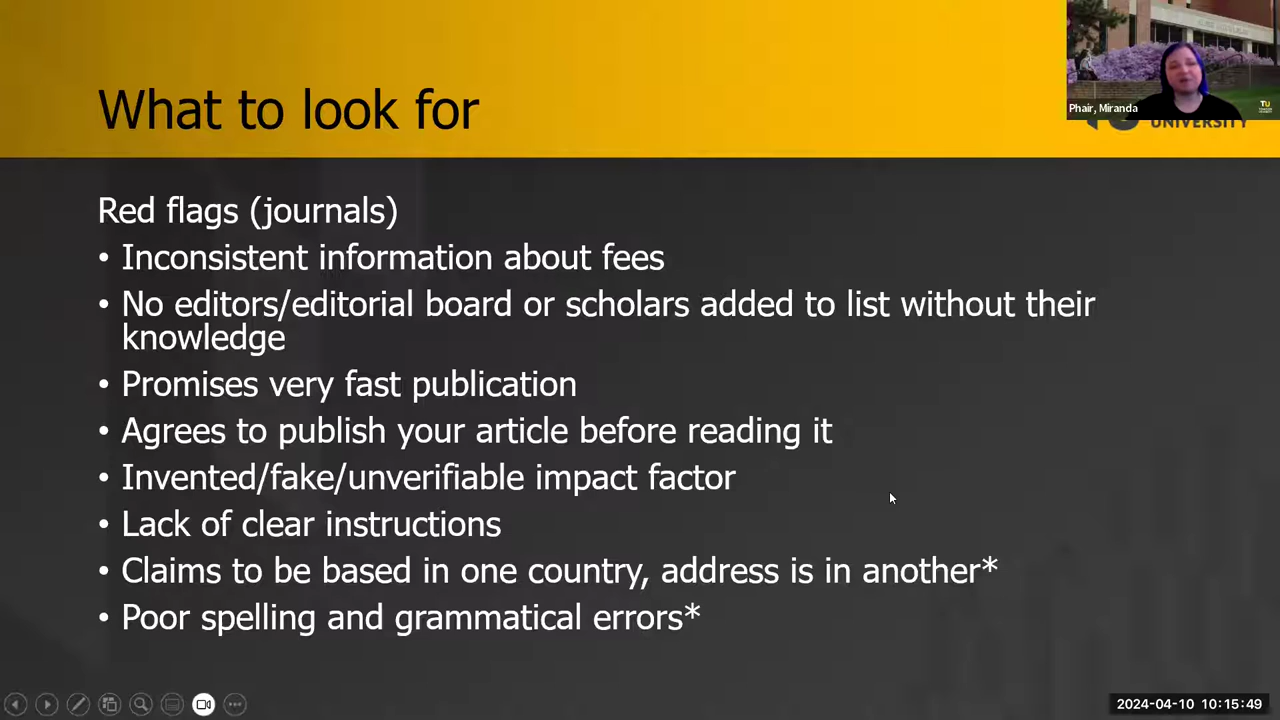 What to look for
Phair, Miranda
TU
UNIVERSITY
Red flags (journals)
• Inconsistent information about fees
• No editors/editorial board or scholars added to list without their
knowledge
• Promises very fast publication
• Agrees to publish your article before reading it
• Invented/fake/unverifiable impact factor
• Lack of clear instructions
• Claims to be based in one country, address is in another*
• Poor spelling and grammatical errors*
2024-04-10 10:15:49